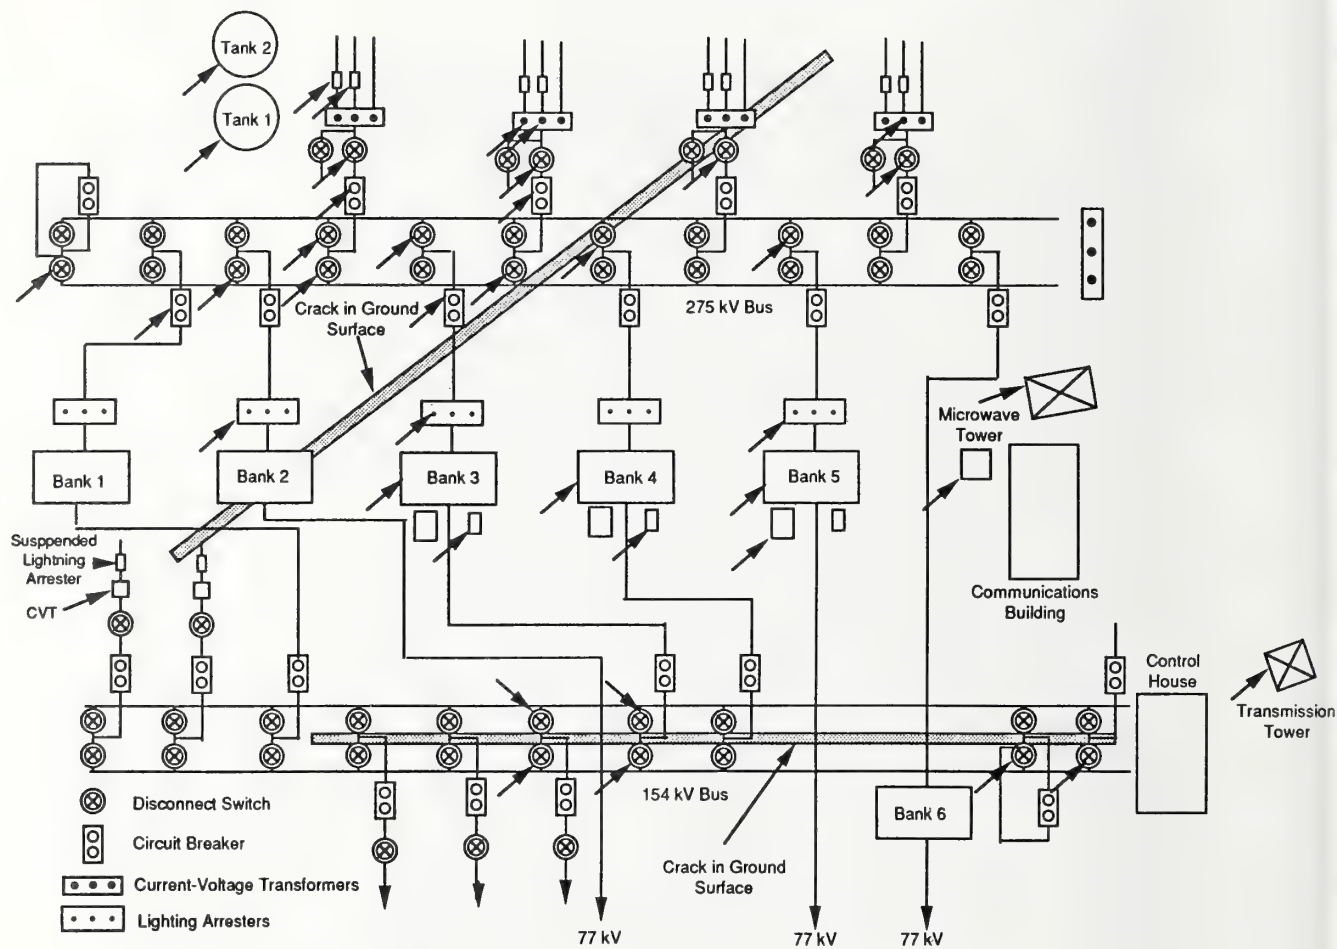 Tank 2
Tank 1
Crack in Ground
Surface
275 kV Bus
Microwave
Tower
Bank 1
Bank 2
Bank 3
Bank 4
Bank 5
Susppended
Lightning
Arrester
CVT
Communications
Building
Control
House
Transmission
Tower
154 kV Bus
Bank 6
Disconnect Switch
Circuit Breaker
Crack in Ground
Surface
Current-Voltage Transformers
Lighting Arresters
77 kV
77 kV
77 kV